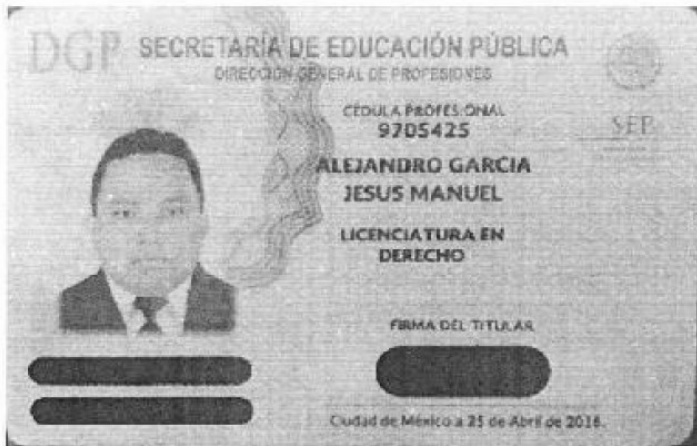 DGP
SECRETARÍA DE EDUCACIÓN PÚBLICA
DIRECCIÓN GENERAL DE PROFESIONES
CÉDULA PROFESIONAL
9705425
SEP
ALEJANDRO GARCIA
JESUS MANUEL
LICENCIATURA EN
DERECHO
FIRMA DEL TITULAR
Ciudad de México a 25 de Abril de 2016.